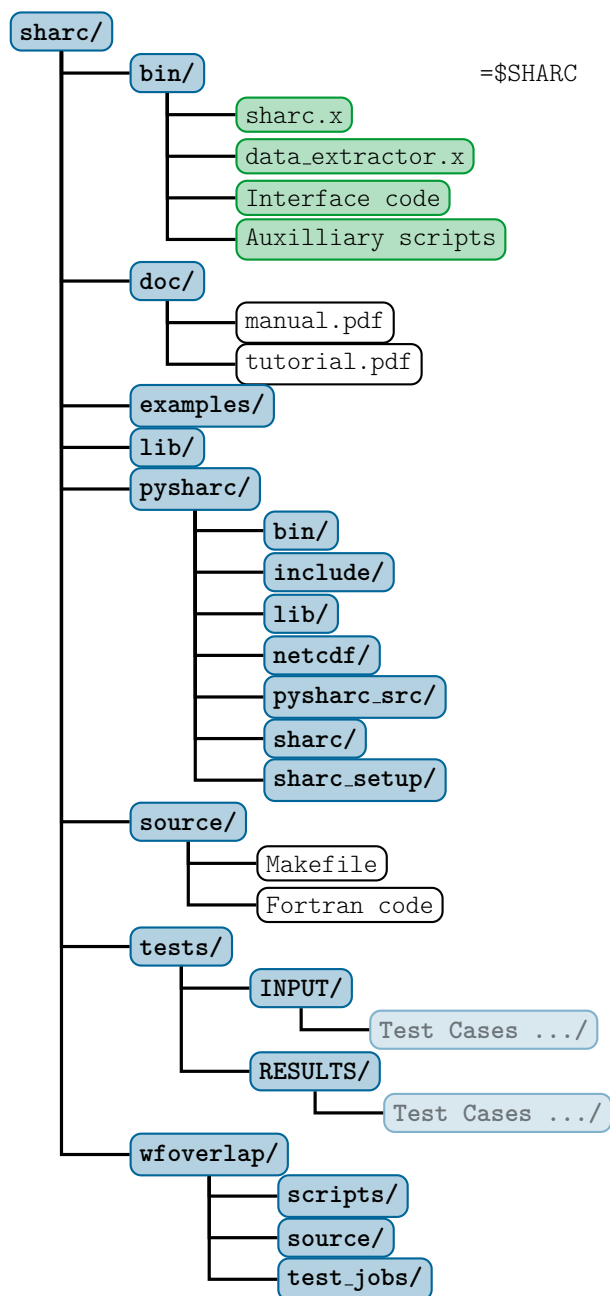 sharc/
bin/ =$SHARC
sharc.x
data_extractor.x
Interface code
Auxilliary scripts
doc/
manual.pdf
tutorial.pdf
examples/
lib/
pysharc/
bin/
include/
lib/
netcdf/
pysharc_src/
sharc/
sharc_setup/
source/
Makefile
Fortran code
tests/
INPUT/
Test Cases .../
RESULTS/
Test Cases .../
wfoverlap/
scripts/
source/
test_jobs/